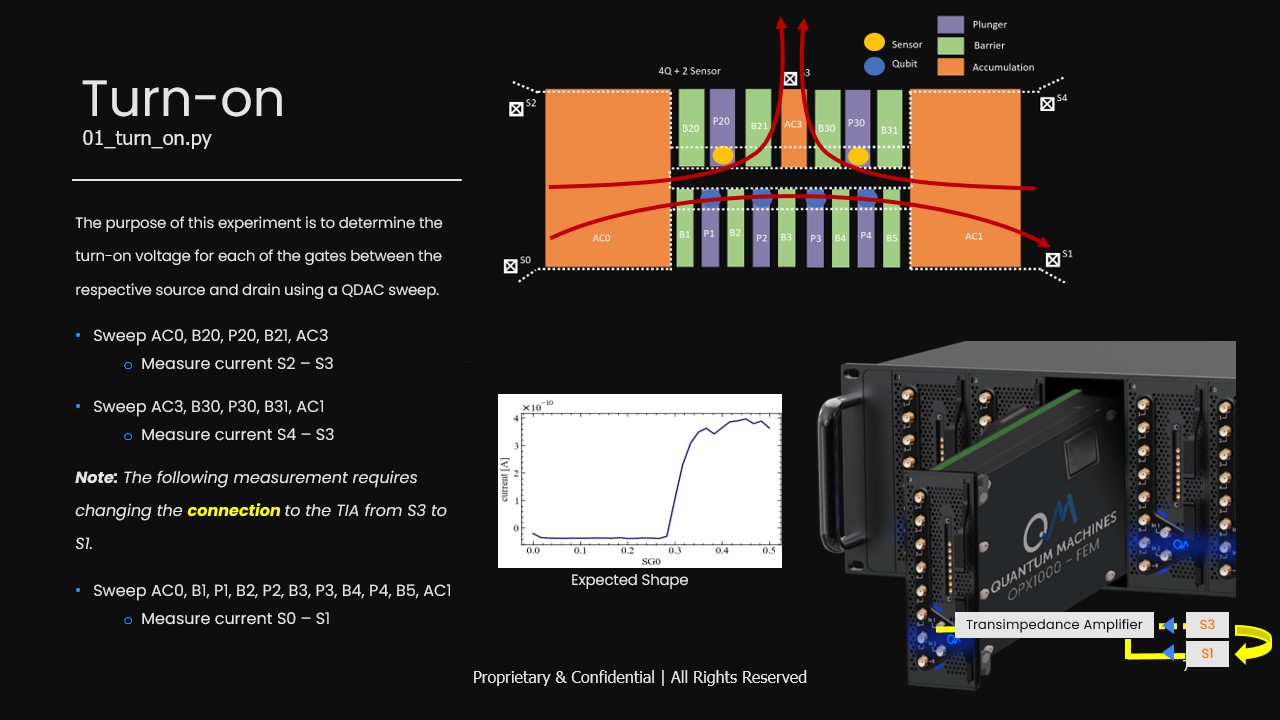 Turn-on
01_turn_on.py
The purpose of this experiment is to determine the
turn-on voltage for each of the gates between the
respective source and drain using a QDAC sweep.
• Sweep AC0, B20, P20, B21, AC3
o Measure current S2 – S3
• Sweep AC3, B30, P30, B31, AC1
o Measure current S4 – S3
Note: The following measurement requires
changing the connection to the TIA from S3 to
S1.
• Sweep AC0, B1, P1, B2, P2, B3, P3, B4, P4, B5, AC1
o Measure current S0 – S1
4Q + 2 Sensor
Sensor
Qubit
Plunger
Barrier
Accumulation
S2
S3
S4
B20
P20
B21
AC3
B30
P30
B31
AC0
B1
P1
B2
P2
B3
P3
B4
P4
B5
AC1
S0
S1
×10⁻¹⁰
4
3
2
1
0
current [A]
0.0 0.1 0.2 0.3 0.4 0.5
SG0
Expected Shape
QM
QUANTUM MACHINES
OPX1000 - FEM
Transimpedance Amplifier
S3
S1
Proprietary & Confidential | All Rights Reserved